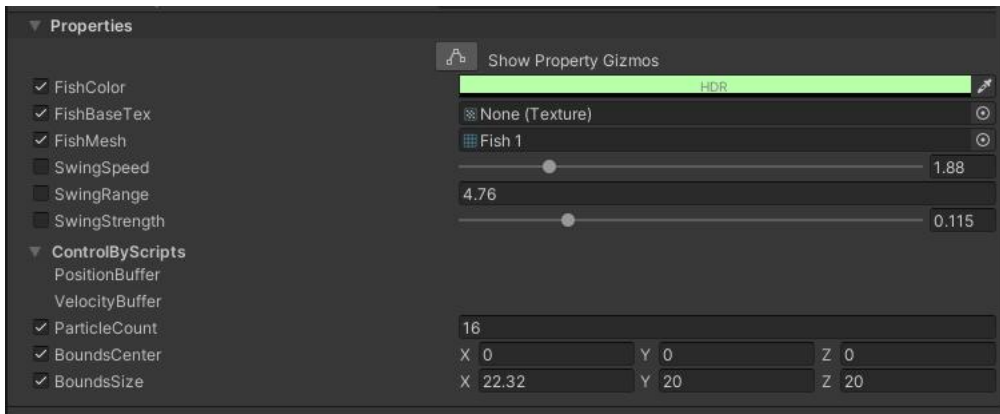 Properties
Show Property Gizmos
FishColor HDR
FishBaseTex None (Texture)
FishMesh Fish 1
SwingSpeed 1.88
SwingRange 4.76
SwingStrength 0.115
ControlByScripts
PositionBuffer
VelocityBuffer
ParticleCount 16
BoundsCenter X 0 Y 0 Z 0
BoundsSize X 22.32 Y 20 Z 20